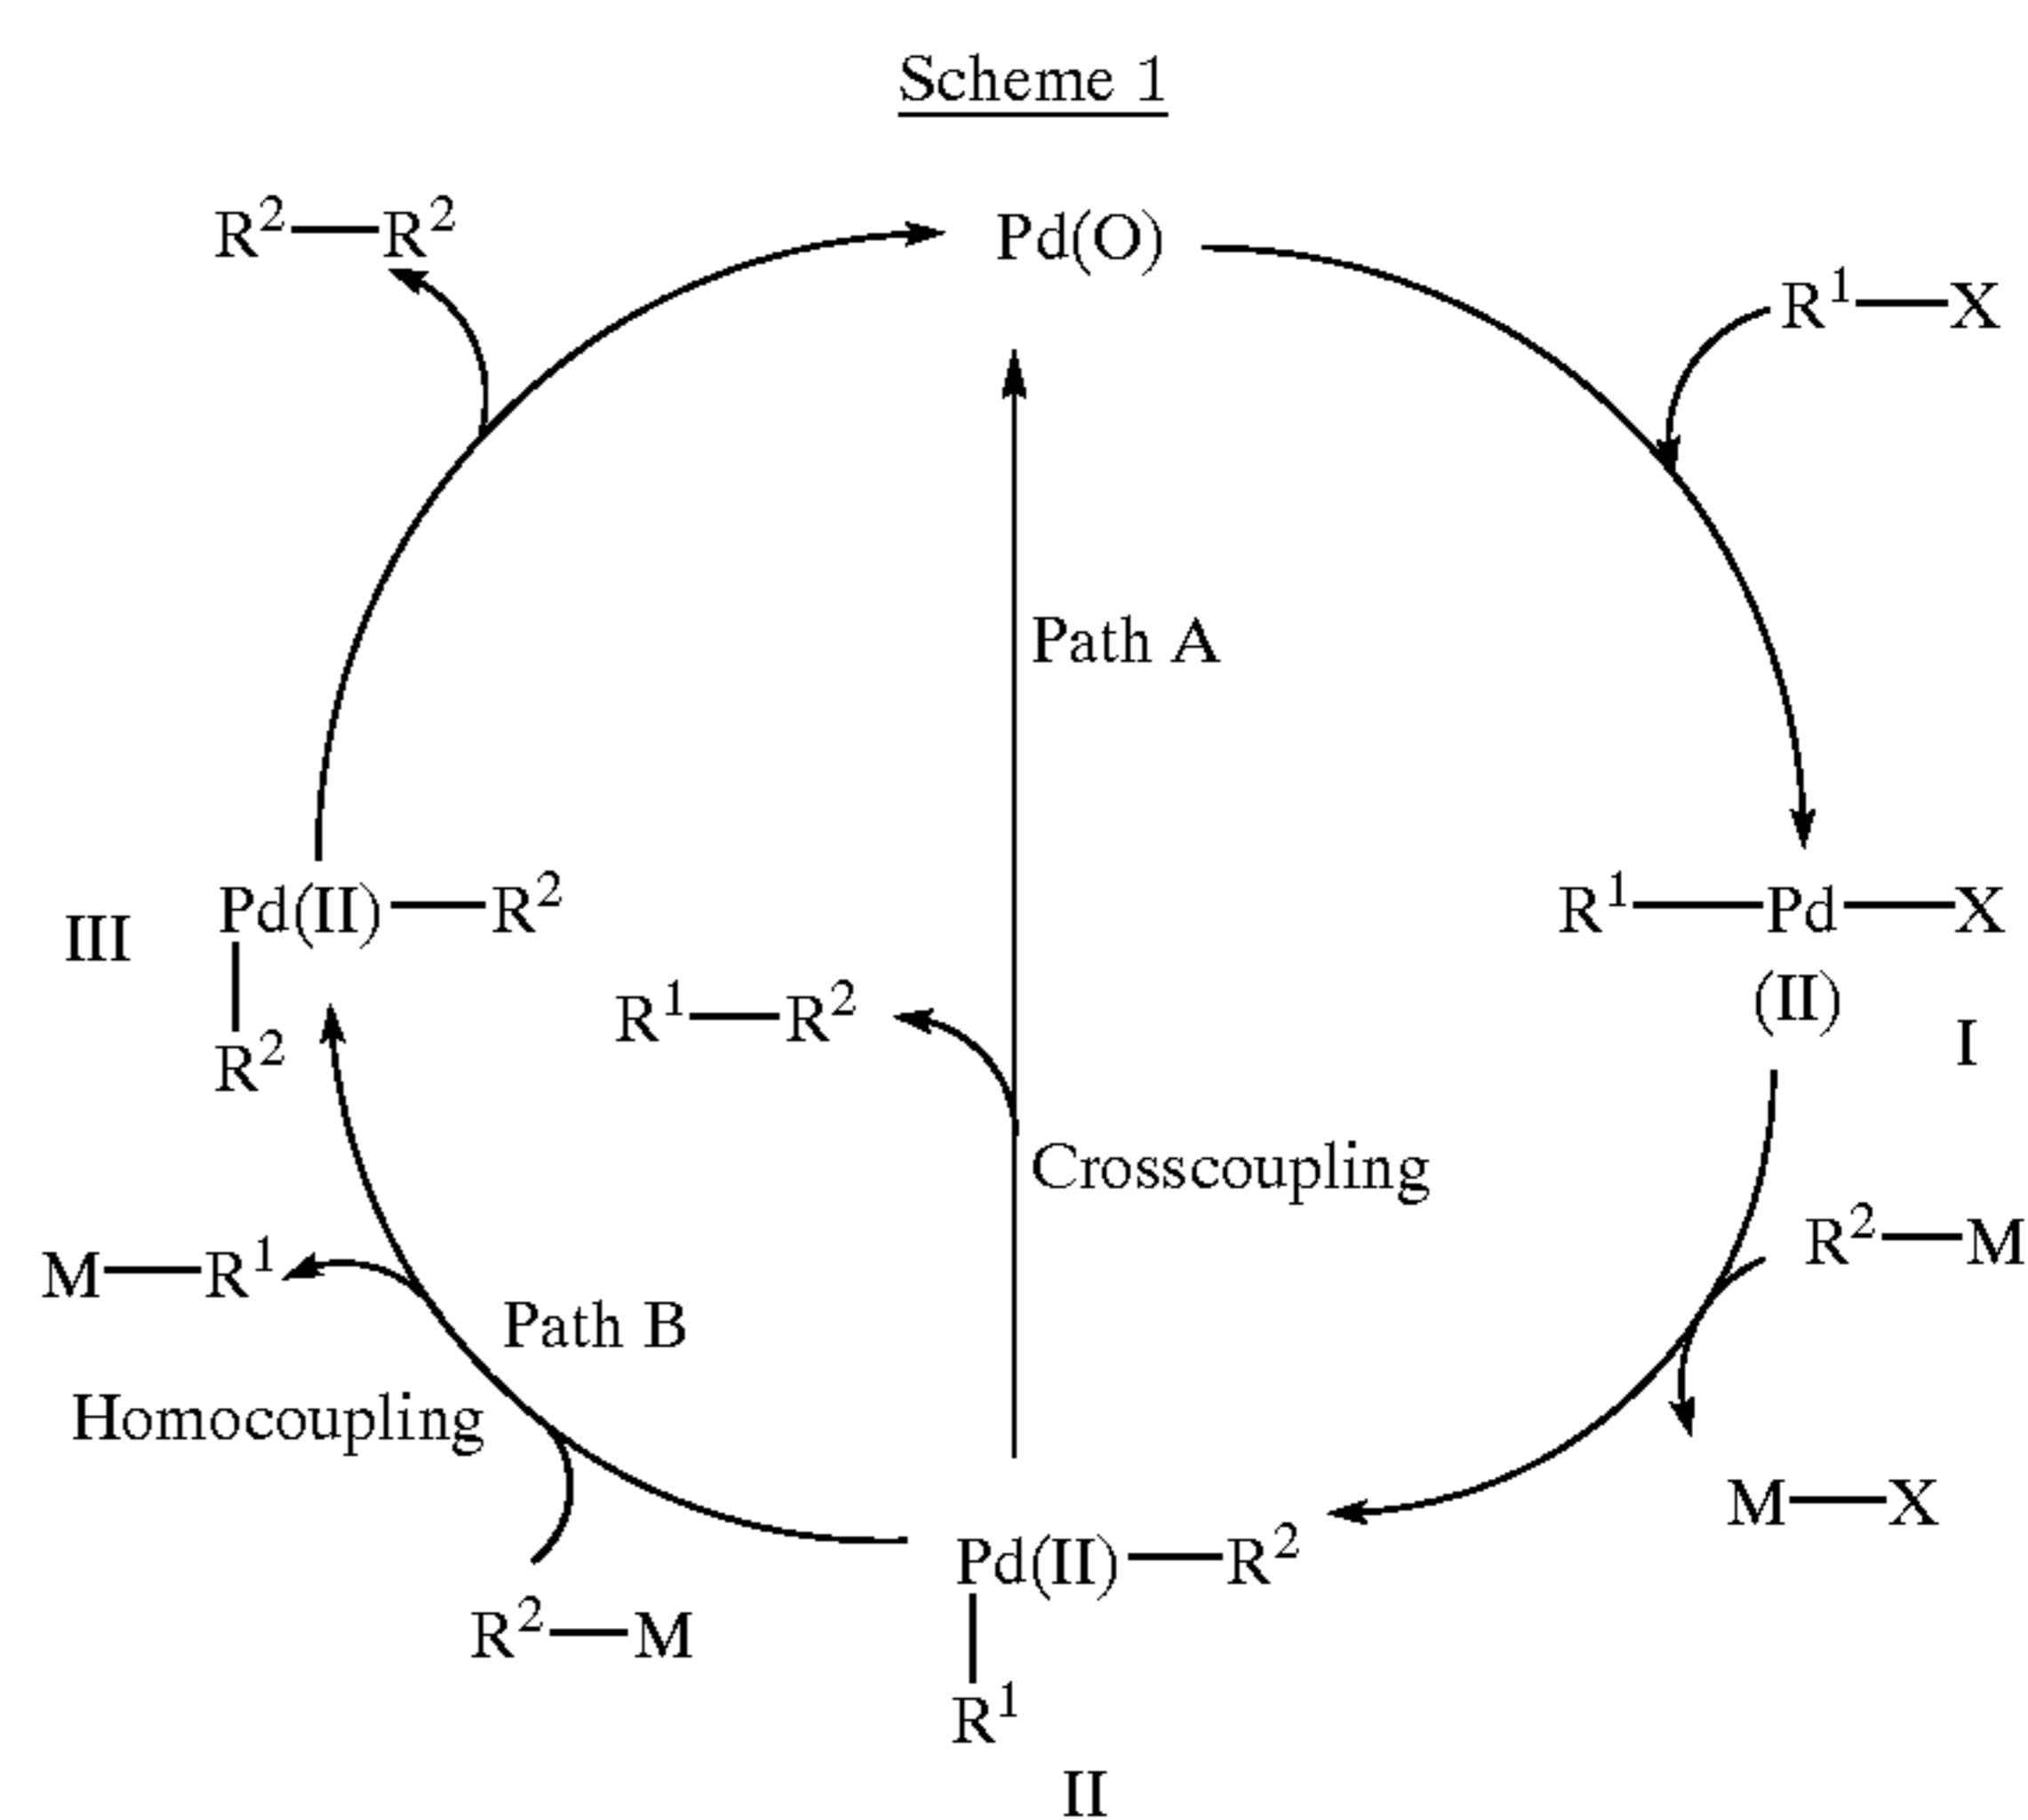 Scheme 1
R²—R²
Pd(O)
R¹—X
Path A
III
Pd(II)—R²
R²
R¹—Pd—X
(II)
I
R¹—R²
Crosscoupling
M—R¹
Path B
Homocoupling
R²—M
M—X
R²—M
Pd(II)—R²
R¹
II